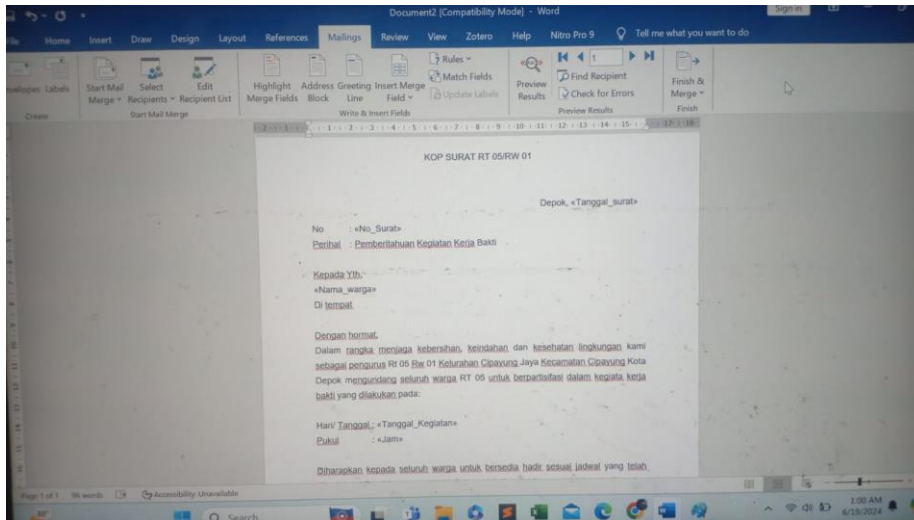 Document2 [Compatibility Mode] - Word
Sign in
File Home Insert Draw Design Layout References Mailings Review View Zotero Help Nitro Pro 9 Tell me what you want to do
Envelopes Labels
Start Mail Merge
Select Recipients
Edit Recipient List
Highlight Merge Fields
Address Block
Greeting Line
Insert Merge Field
Rules
Match Fields
Update Labels
Preview Results
1
Find Recipient
Check for Errors
Finish & Merge
Create
Start Mail Merge
Write & Insert Fields
Preview Results
Finish
KOP SURAT RT 05/RW 01
Depok, «Tanggal_surat»
No : «No_Surat»
Perihal : Pemberitahuan Kegiatan Kerja Bakti
Kepada Yth.
«Nama_warga»
Di tempat
Dengan hormat,
Dalam rangka menjaga kebersihan, keindahan dan kesehatan lingkungan kami
sebagai pengurus Rt 05 Rw 01 Kelurahan Cipayung Jaya Kecamatan Cipayung Kota
Depok mengundang seluruh warga RT 05 untuk berpartisifasi dalam kegiata kerja
bakti yang dilakukan pada:
Hari/ Tanggal : «Tanggal_Kegiatan»
Pukul : «Jam»
Diharapkan kepada seluruh warga untuk bersedia hadir sesuai jadwal yang telah
Page 1 of 1 96 words Accessibility: Unavailable
Search
1:00 AM
6/19/2024